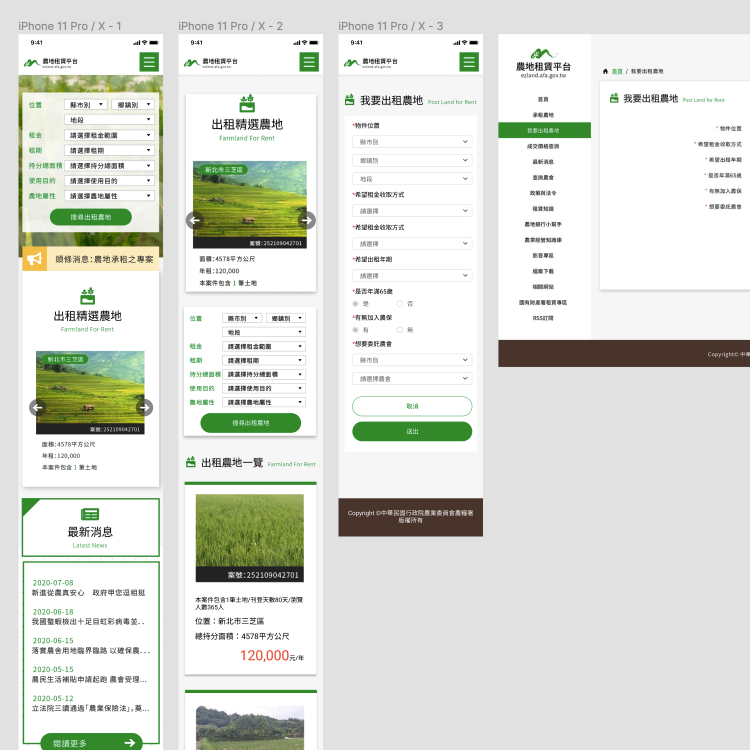 iPhone 11 Pro / X - 1
9:41
農地租賃平台
ezland.afa.gov.tw
位置
縣市別
鄉鎮別
地段
租金
請選擇租金範圍
租期
請選擇租期
持分總面積
請選擇持分總面積
使用目的
請選擇使用目的
農地屬性
請選擇農地屬性
搜尋出租農地
頭條消息：農地承租之專案
出租精選農地
Farmland For Rent
新北市三芝區
案號：252109042701
面積：4578平方公尺
年租：120,000
本案件包含 1 筆土地
最新消息
Latest News
2020-07-08
新進從農真安心　政府甲您逗相挺
2020-06-18
我國螯蝦檢出十足目虹彩病毒並..
2020-06-15
落實農舍用地臨界臨路 以確保農...
2020-05-15
農民生活補貼申請起跑 農會受理...
2020-05-12
立法院三讀通過「農業保險法」,奠...
閱讀更多
iPhone 11 Pro / X - 2
9:41
農地租賃平台
ezland.afa.gov.tw
出租精選農地
Farmland For Rent
新北市三芝區
案號：252109042701
面積：4578平方公尺
年租：120,000
本案件包含 1 筆土地
位置
縣市別
鄉鎮別
地段
租金
請選擇租金範圍
租期
請選擇租期
持分總面積
請選擇持分總面積
使用目的
請選擇使用目的
農地屬性
請選擇農地屬性
搜尋出租農地
出租農地一覽 Farmland For Rent
案號：252109042701
本案件包含1筆土地/刊登天數80天/瀏覽
人數365人
位置：新北市三芝區
總持分面積：4578平方公尺
120,000元/年
iPhone 11 Pro / X - 3
9:41
農地租賃平台
ezland.afa.gov.tw
我要出租農地 Post Land for Rent
*物件位置
縣市別
鄉鎮別
地段
*希望租金收取方式
請選擇
*希望租金收取方式
請選擇
*希望出租年期
請選擇
*是否年滿65歲
是
否
*有無加入農保
有
無
*想要委託農會
縣市別
請選擇農會
取消
送出
Copyright ©中華民國行政院農業委員會農糧署
版權所有
農地租賃平台
ezland.afa.gov.tw
首頁
承租農地
我要出租農地
成交價格查詢
最新消息
查詢農會
政策與法令
租賃知識
農地銀行小幫手
農業經營知識庫
影音專區
檔案下載
相關網站
國有財產署租賃專區
RSS訂閱
首頁 / 我要出租農地
我要出租農地 Post Land for Rent
* 物件位置
* 希望租金收取方式
* 希望出租年期
* 是否年滿65歲
* 有無加入農保
* 想要委託農會
Copyright© 中華